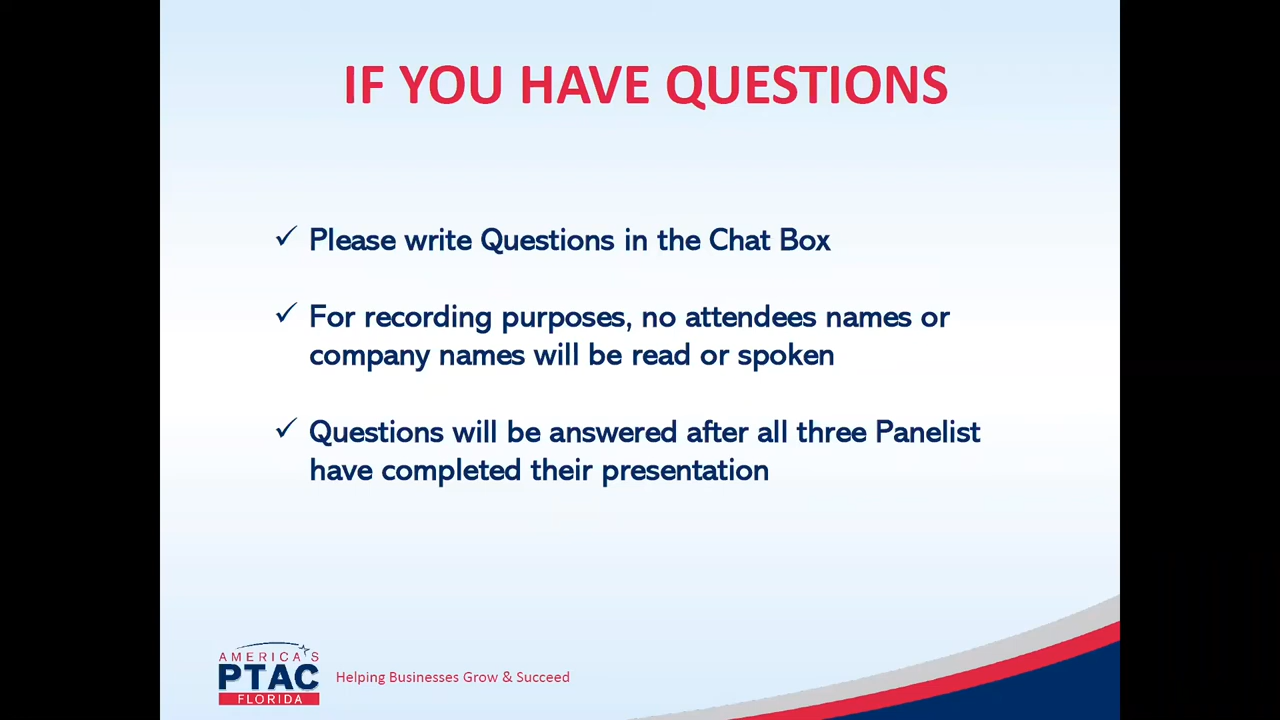 IF YOU HAVE QUESTIONS
✓ Please write Questions in the Chat Box
✓ For recording purposes, no attendees names or
company names will be read or spoken
✓ Questions will be answered after all three Panelist
have completed their presentation
AMERICA'S
PTAC
FLORIDA
Helping Businesses Grow & Succeed